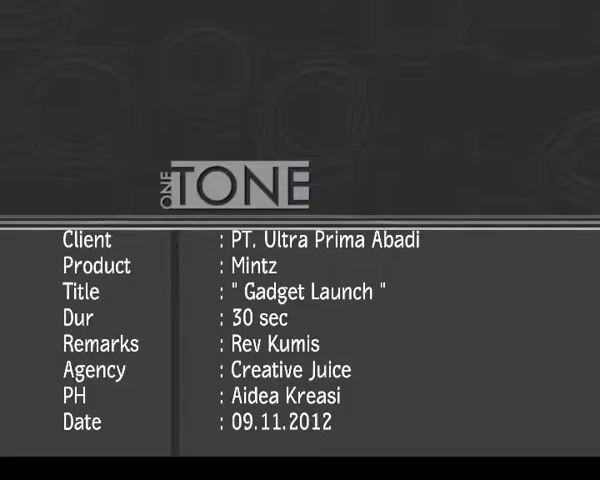 ONE TONE
Client : PT. Ultra Prima Abadi
Product : Mintz
Title : " Gadget Launch "
Dur : 30 sec
Remarks : Rev Kumis
Agency : Creative Juice
PH : Aidea Kreasi
Date : 09.11.2012